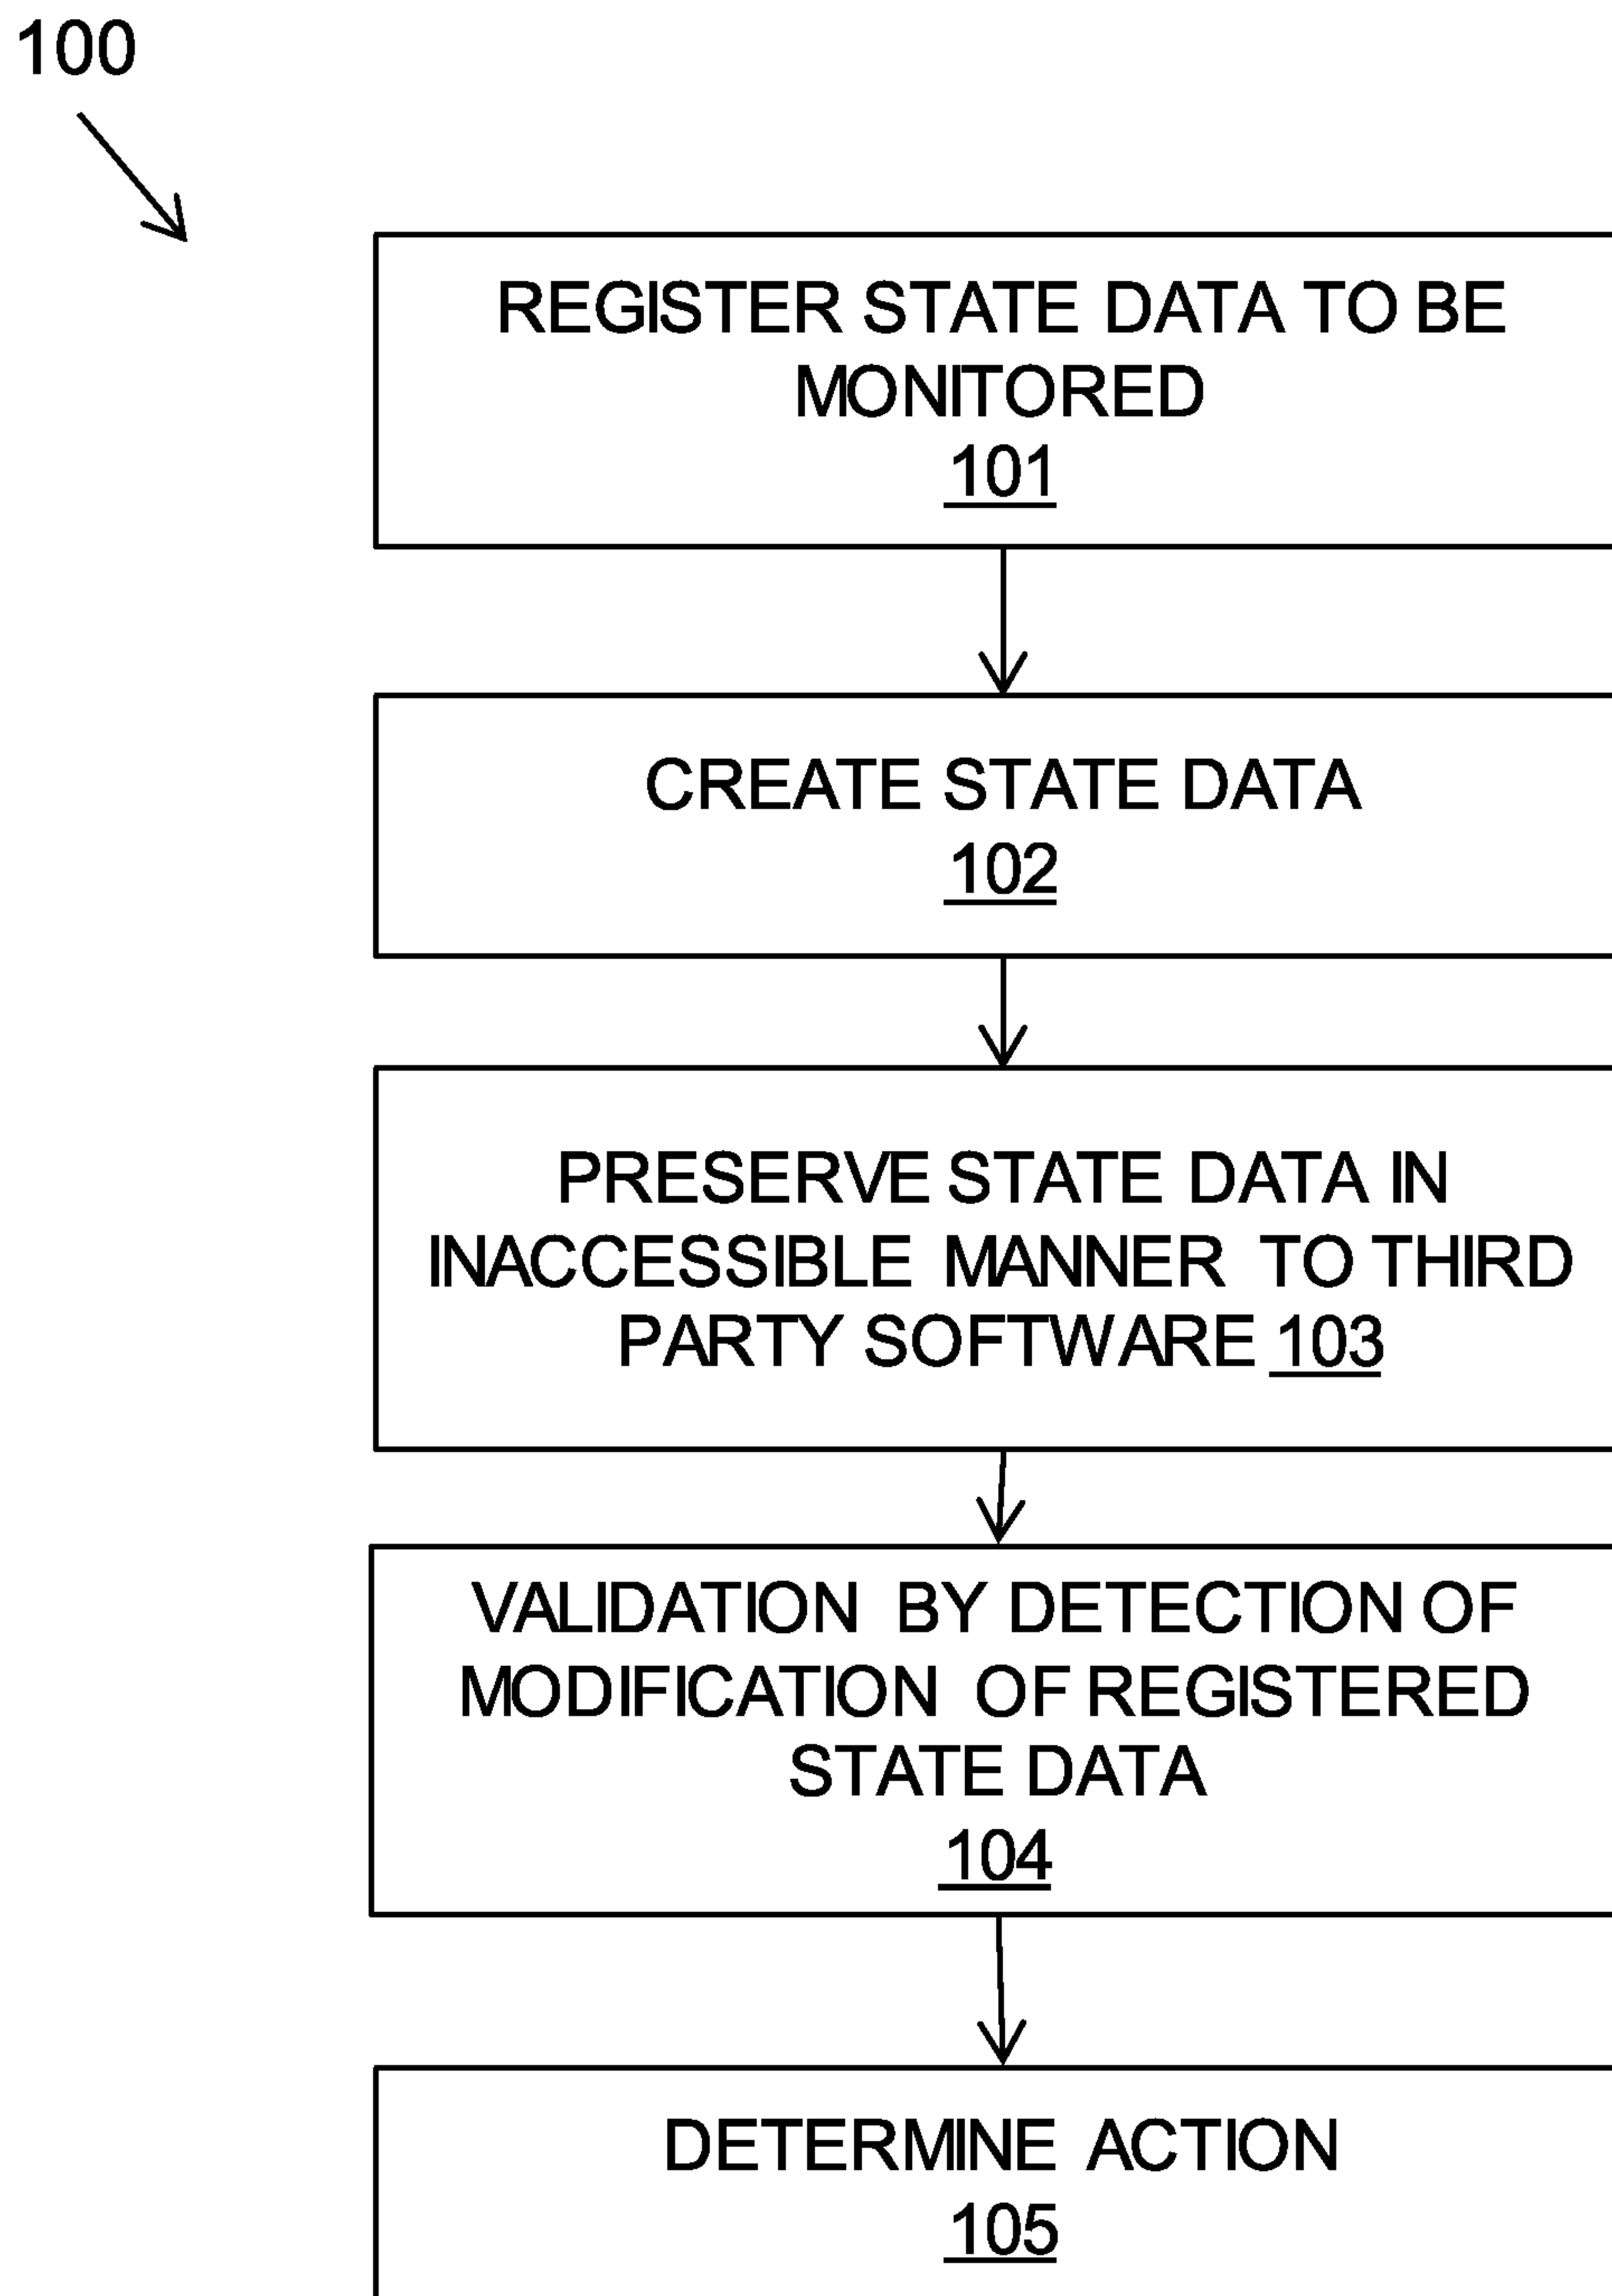 100
REGISTER STATE DATA TO BE
MONITORED
101
CREATE STATE DATA
102
PRESERVE STATE DATA IN
INACCESSIBLE MANNER TO THIRD
PARTY SOFTWARE 103
VALIDATION BY DETECTION OF
MODIFICATION OF REGISTERED
STATE DATA
104
DETERMINE ACTION
105